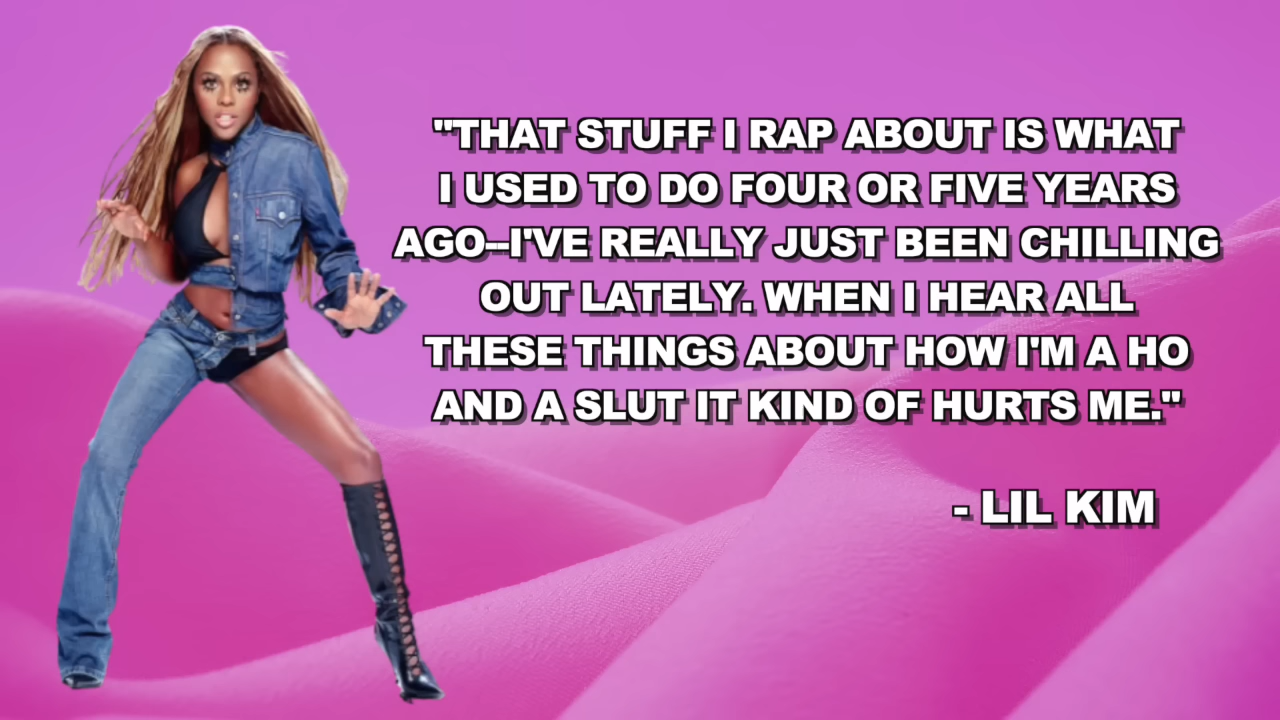 "THAT STUFF I RAP ABOUT IS WHAT
I USED TO DO FOUR OR FIVE YEARS
AGO--I'VE REALLY JUST BEEN CHILLING
OUT LATELY. WHEN I HEAR ALL
THESE THINGS ABOUT HOW I'M A HO
AND A SLUT IT KIND OF HURTS ME."
- LIL KIM